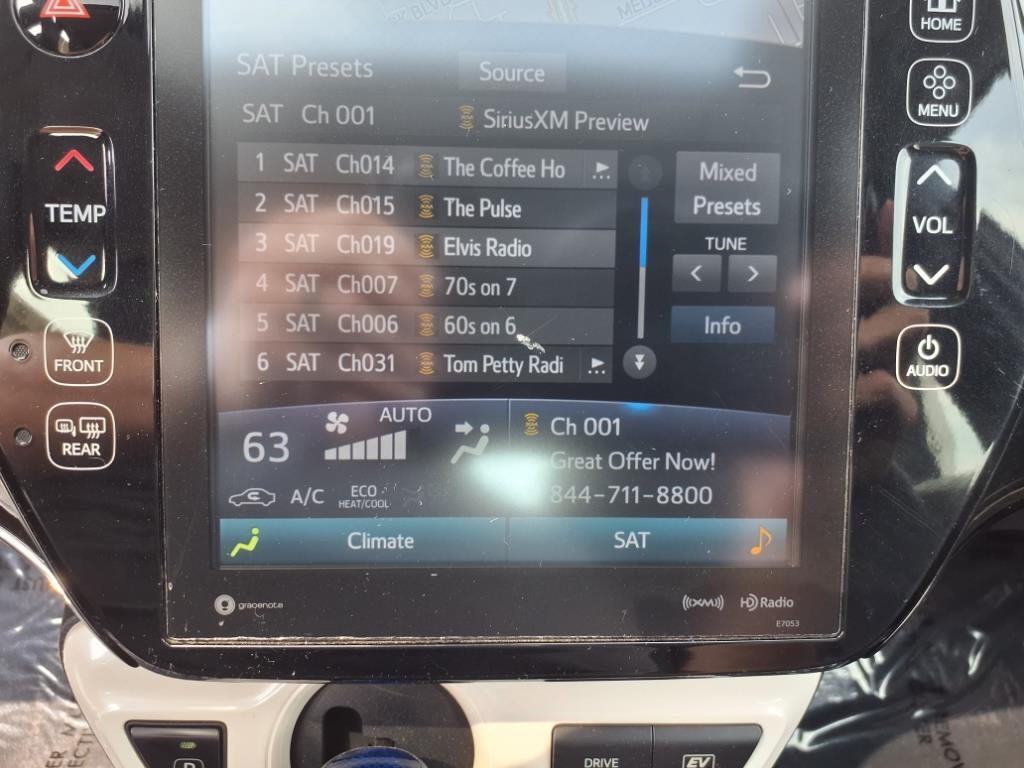 HOME
SAT Presets Source
SAT Ch 001 SiriusXM Preview
MENU
1 SAT Ch014 The Coffee Ho
2 SAT Ch015 The Pulse
3 SAT Ch019 Elvis Radio
4 SAT Ch007 70s on 7
5 SAT Ch006 60s on 6
6 SAT Ch031 Tom Petty Radi
Mixed
Presets
TUNE
< >
Info
TEMP
VOL
FRONT
AUDIO
REAR
AUTO
63
A/C
ECO
HEAT/COOL
Ch 001
Great Offer Now!
844-711-8800
Climate SAT
gracenote
((XM)) HD Radio
E7053
DRIVE
EV
P
REMOV